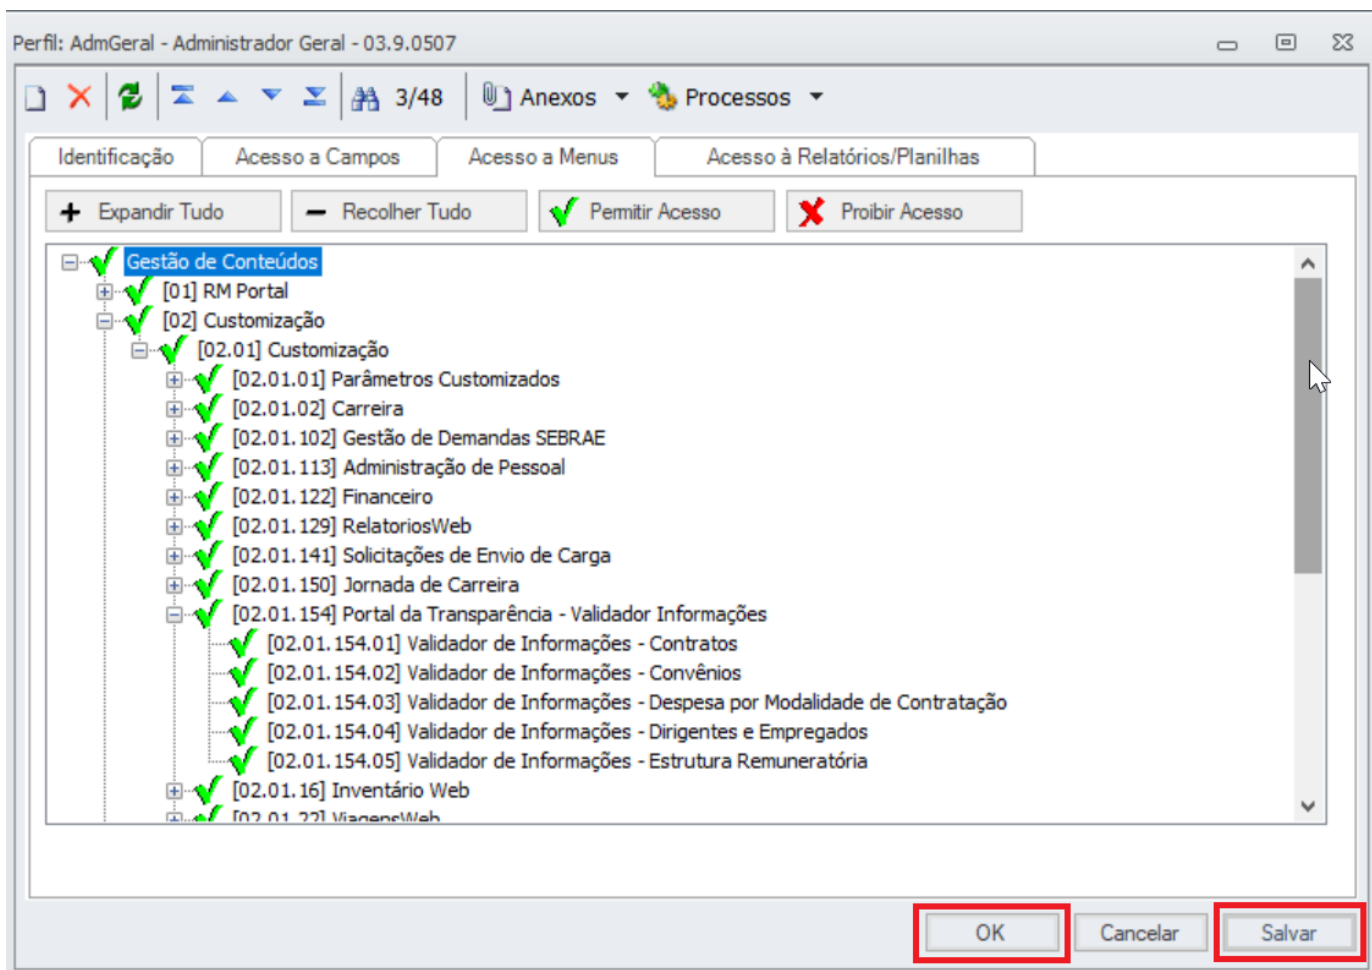 Perfil: AdmGeral - Administrador Geral - 03.9.0507
3/48 Anexos Processos
Identificação Acesso a Campos Acesso a Menus Acesso à Relatórios/Planilhas
Expandir Tudo Recolher Tudo Permitir Acesso Proibir Acesso
Gestão de Conteúdos
[01] RM Portal
[02] Customização
[02.01] Customização
[02.01.01] Parâmetros Customizados
[02.01.02] Carreira
[02.01.102] Gestão de Demandas SEBRAE
[02.01.113] Administração de Pessoal
[02.01.122] Financeiro
[02.01.129] RelatoriosWeb
[02.01.141] Solicitações de Envio de Carga
[02.01.150] Jornada de Carreira
[02.01.154] Portal da Transparência - Validador Informações
[02.01.154.01] Validador de Informações - Contratos
[02.01.154.02] Validador de Informações - Convênios
[02.01.154.03] Validador de Informações - Despesa por Modalidade de Contratação
[02.01.154.04] Validador de Informações - Dirigentes e Empregados
[02.01.154.05] Validador de Informações - Estrutura Remuneratória
[02.01.16] Inventário Web
[02.01.22] ViagensWeb
OK Cancelar Salvar